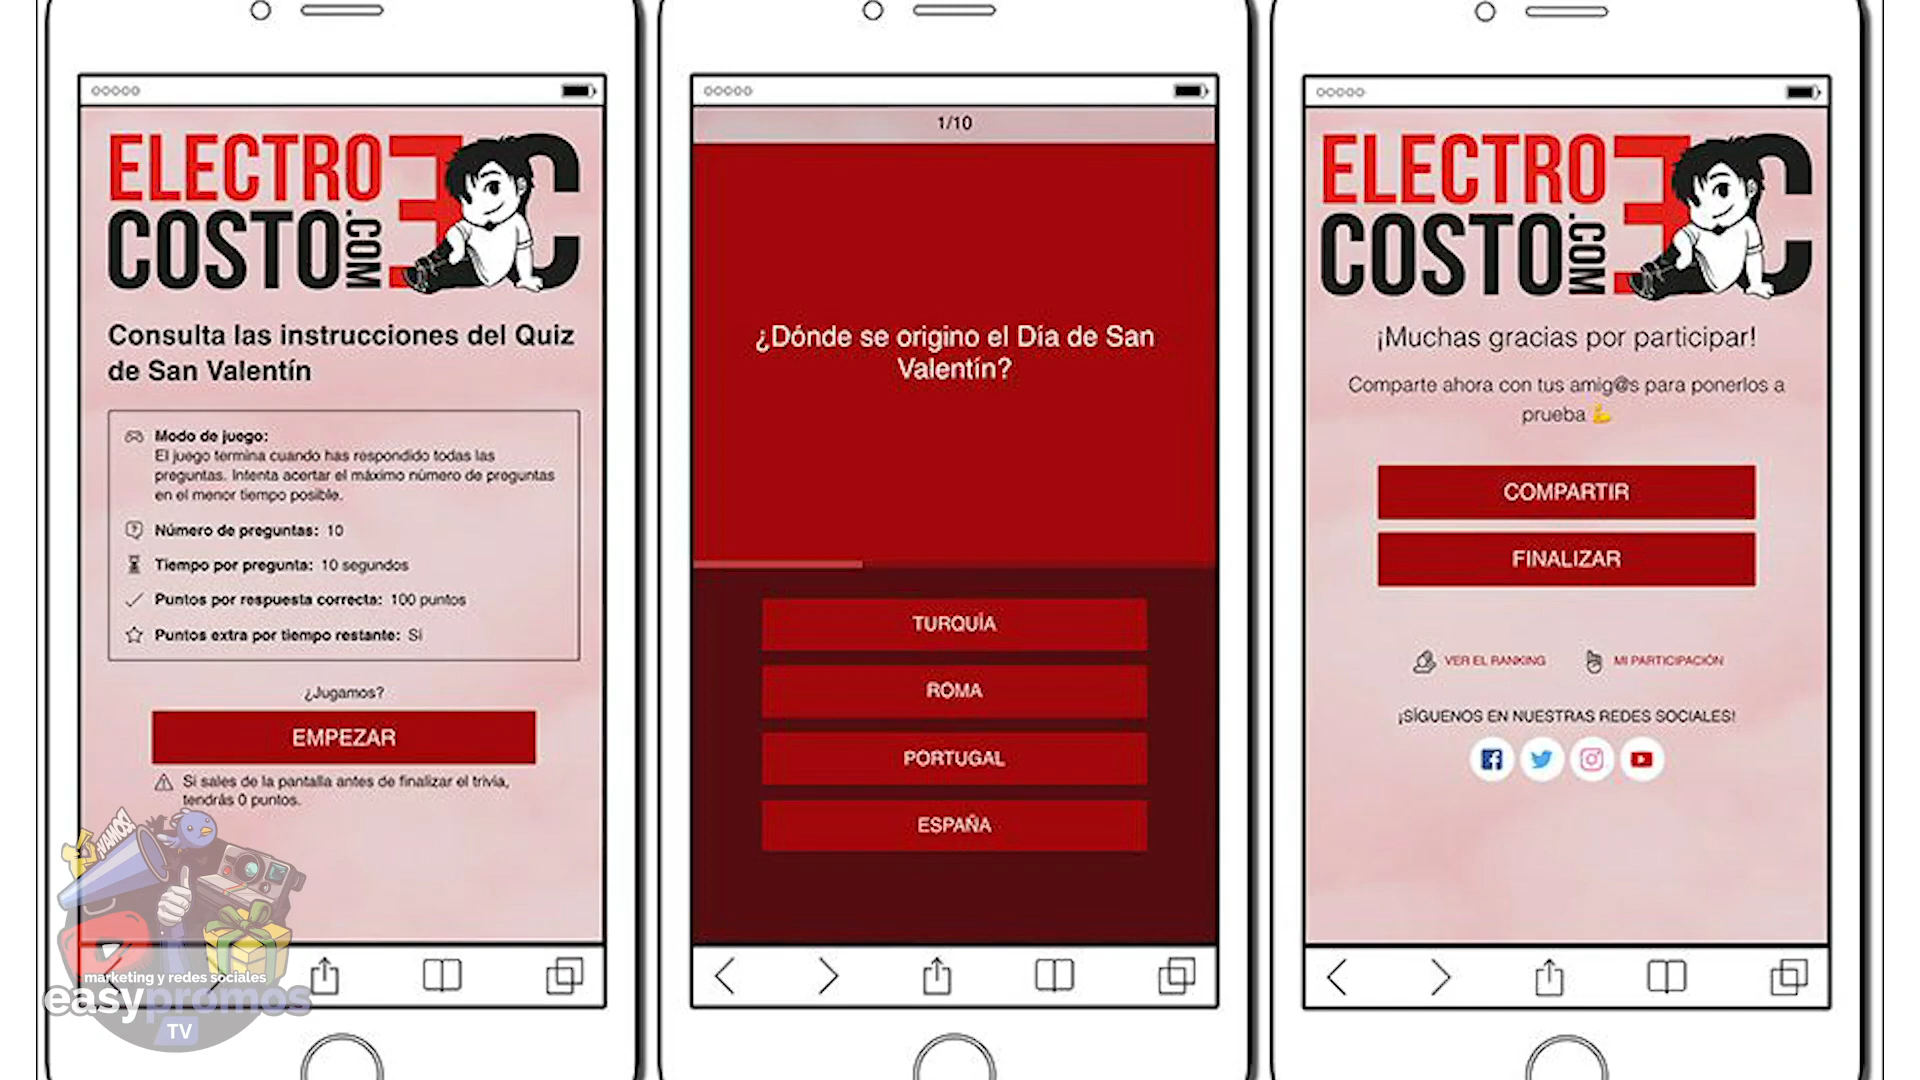 ELECTRO
COSTO
.COM
EC
Consulta las instrucciones del Quiz
de San Valentín
Modo de juego:
El juego termina cuando has respondido todas las
preguntas. Intenta acertar el máximo número de preguntas
en el menor tiempo posible.
Número de preguntas: 10
Tiempo por pregunta: 10 segundos
Puntos por respuesta correcta: 100 puntos
Puntos extra por tiempo restante: Sí
¿Jugamos?
EMPEZAR
Si sales de la pantalla antes de finalizar el trivia,
tendrás 0 puntos.
¡VAMOS!
marketing y redes sociales
easypromos
TV
1/10
¿Dónde se origino el Día de San
Valentín?
TURQUÍA
ROMA
PORTUGAL
ESPAÑA
ELECTRO
COSTO
.COM
EC
¡Muchas gracias por participar!
Comparte ahora con tus amig@s para ponerlos a
prueba 💪
COMPARTIR
FINALIZAR
VER EL RANKING
MI PARTICIPACIÓN
¡SÍGUENOS EN NUESTRAS REDES SOCIALES!